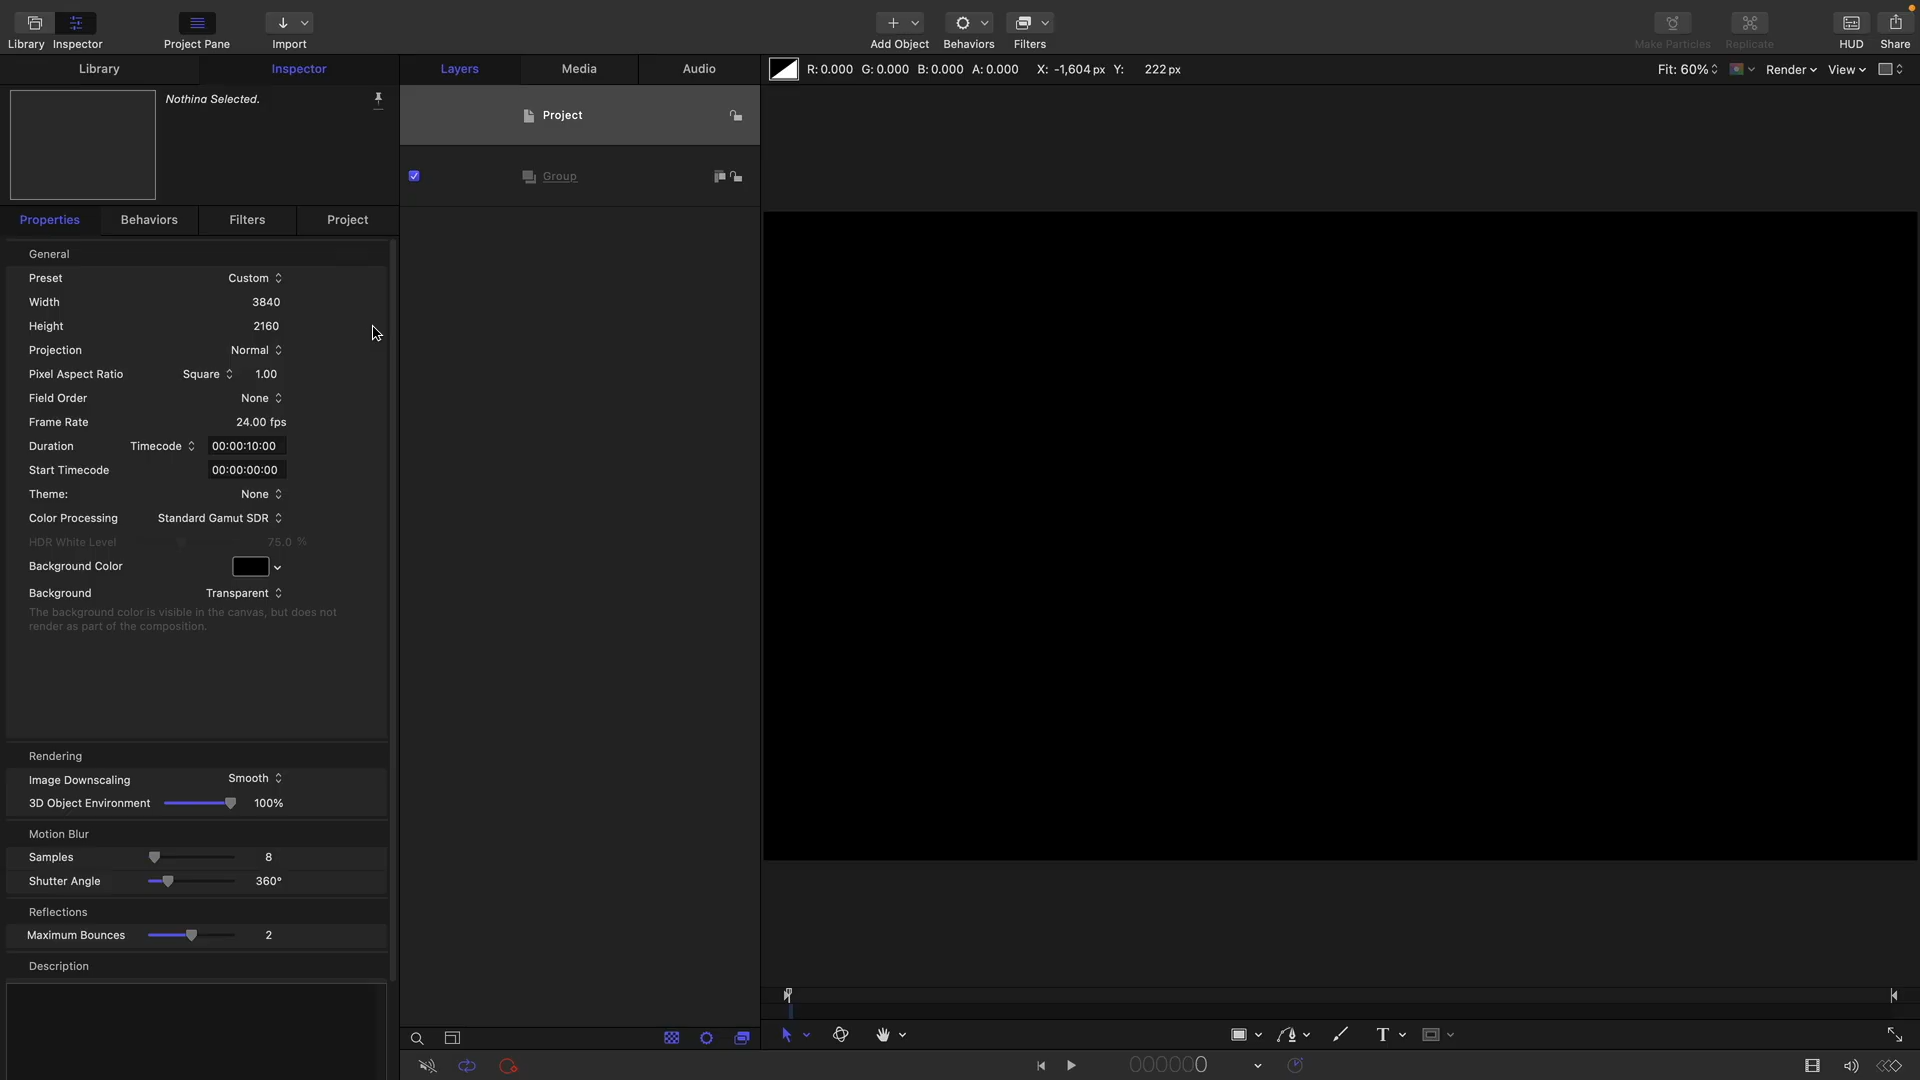 Library Inspector Project Pane Import Add Object Behaviors Filters Make Particles Replicate HUD Share
Library Inspector Layers Media Audio R: 0.000 G: 0.000 B: 0.000 A: 0.000 X: -1,604 px Y: 222 px Fit: 60% Render View
Nothing Selected.
Project
Group
Properties Behaviors Filters Project
General
Preset Custom
Width 3840
Height 2160
Projection Normal
Pixel Aspect Ratio Square 1.00
Field Order None
Frame Rate 24.00 fps
Duration Timecode 00:00:10:00
Start Timecode 00:00:00:00
Theme: None
Color Processing Standard Gamut SDR
HDR White Level 75.0 %
Background Color
Background Transparent
The background color is visible in the canvas, but does not
render as part of the composition.
Rendering
Image Downscaling Smooth
3D Object Environment 100%
Motion Blur
Samples 8
Shutter Angle 360°
Reflections
Maximum Bounces 2
Description
T
000000